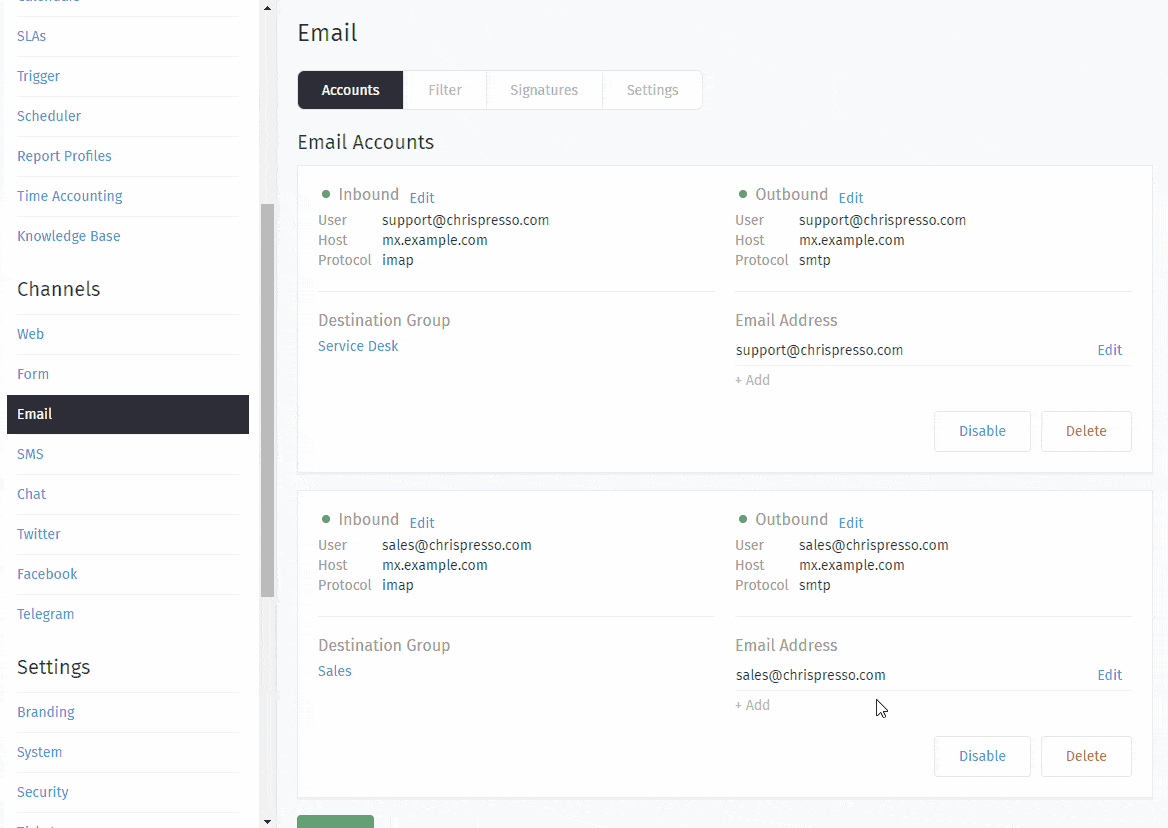 SLAs
Trigger
Scheduler
Report Profiles
Time Accounting
Knowledge Base
Channels
Web
Form
Email
SMS
Chat
Twitter
Facebook
Telegram
Settings
Branding
System
Security
Email
Accounts Filter Signatures Settings
Email Accounts
Inbound Edit
User support@chrispresso.com
Host mx.example.com
Protocol imap
Outbound Edit
User support@chrispresso.com
Host mx.example.com
Protocol smtp
Destination Group
Service Desk
Email Address
support@chrispresso.com Edit
+ Add
Disable Delete
Inbound Edit
User sales@chrispresso.com
Host mx.example.com
Protocol imap
Outbound Edit
User sales@chrispresso.com
Host mx.example.com
Protocol smtp
Destination Group
Sales
Email Address
sales@chrispresso.com Edit
+ Add
Disable Delete